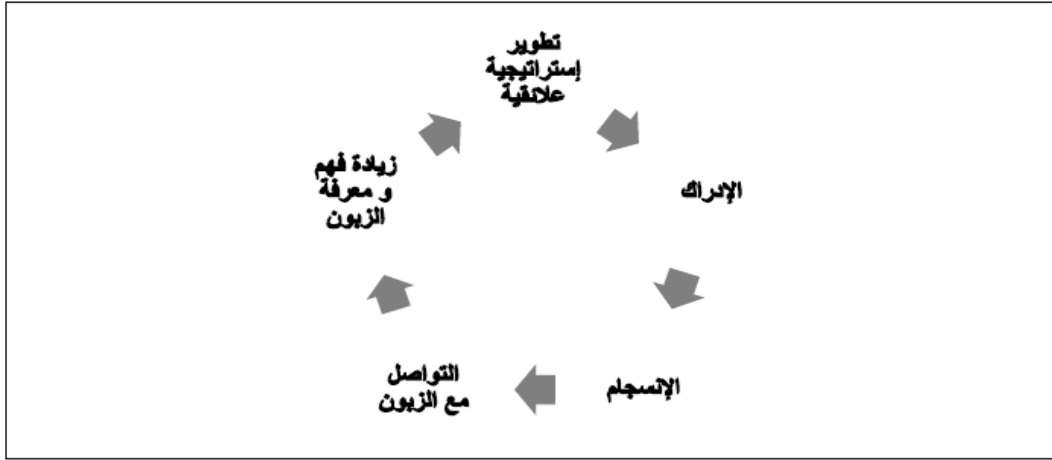 تطوير
إستراتيجية
علائقية
الإدراك
الإنسجام
التواصل
مع الزبون
زيادة فهم
و معرفة
الزبون